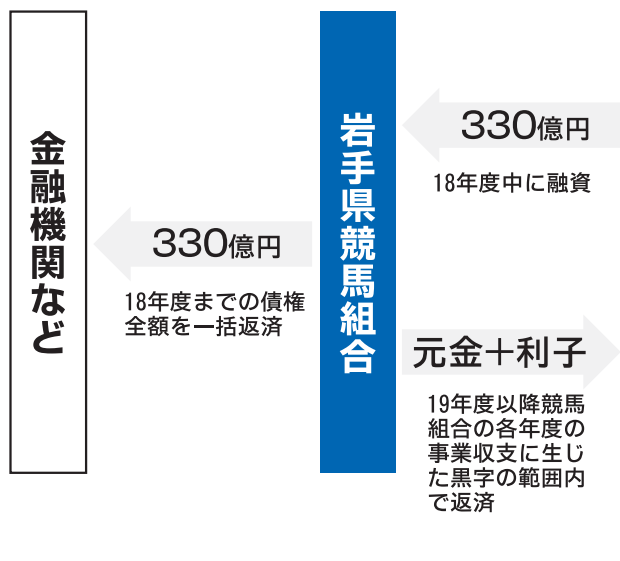 金融機関など
330億円
18年度までの債権
全額を一括返済
岩手県競馬組合
330億円
18年度中に融資
元金＋利子
19年度以降競馬
組合の各年度の
事業収支に生じ
た黒字の範囲内
で返済